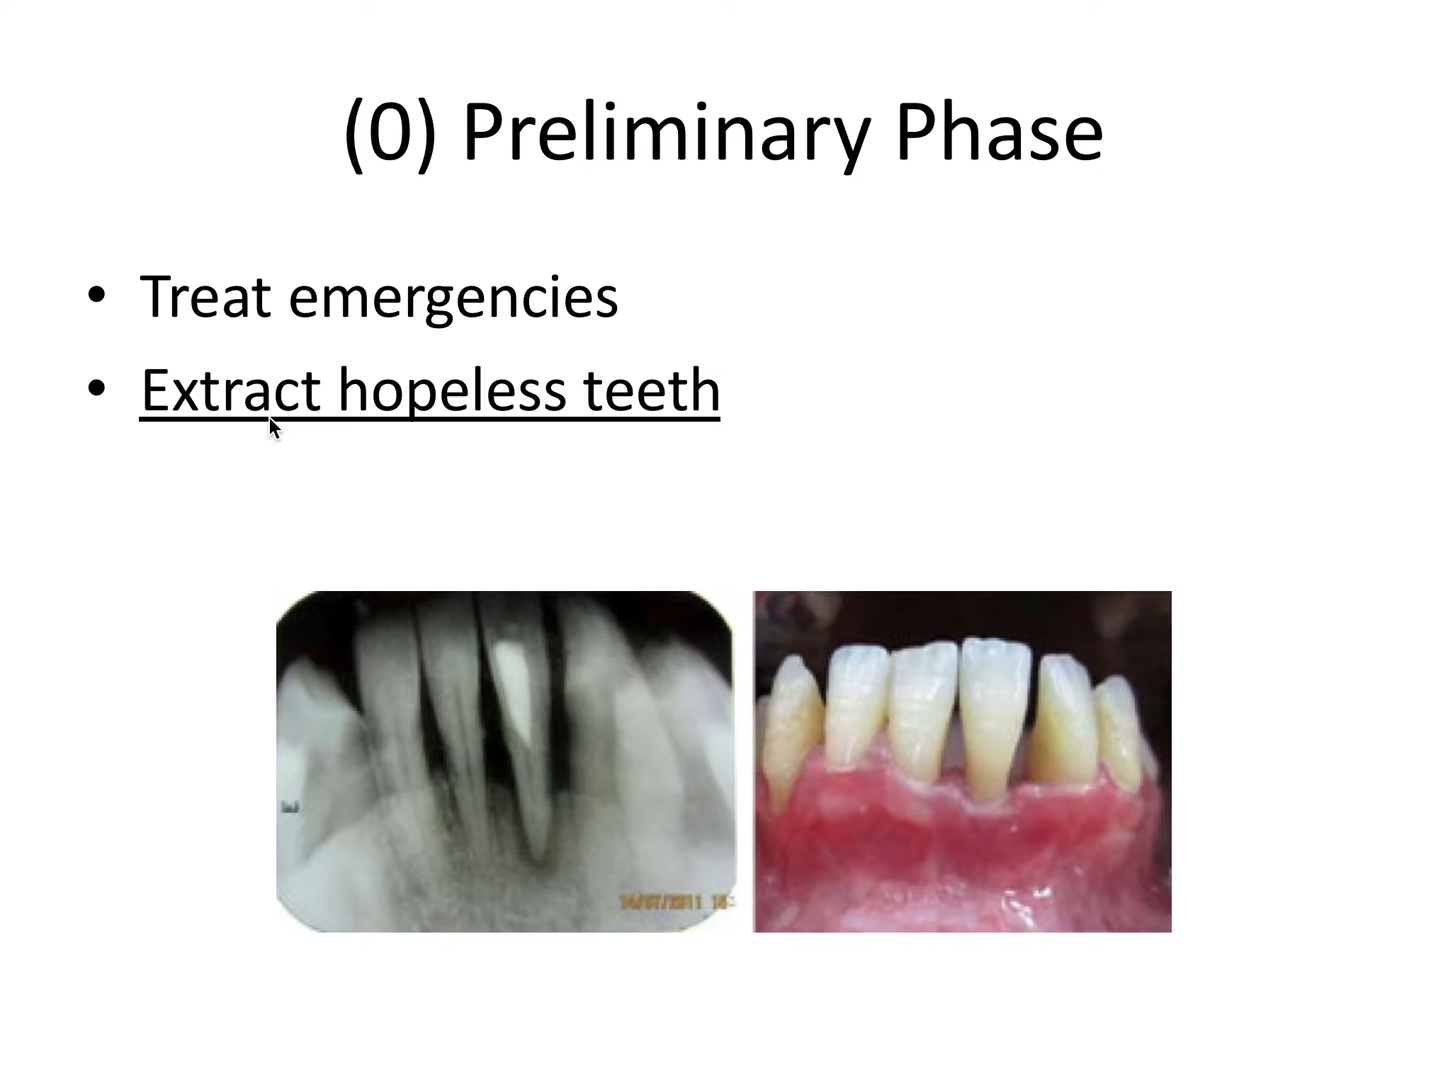 (0) Preliminary Phase
• Treat emergencies
• Extract hopeless teeth